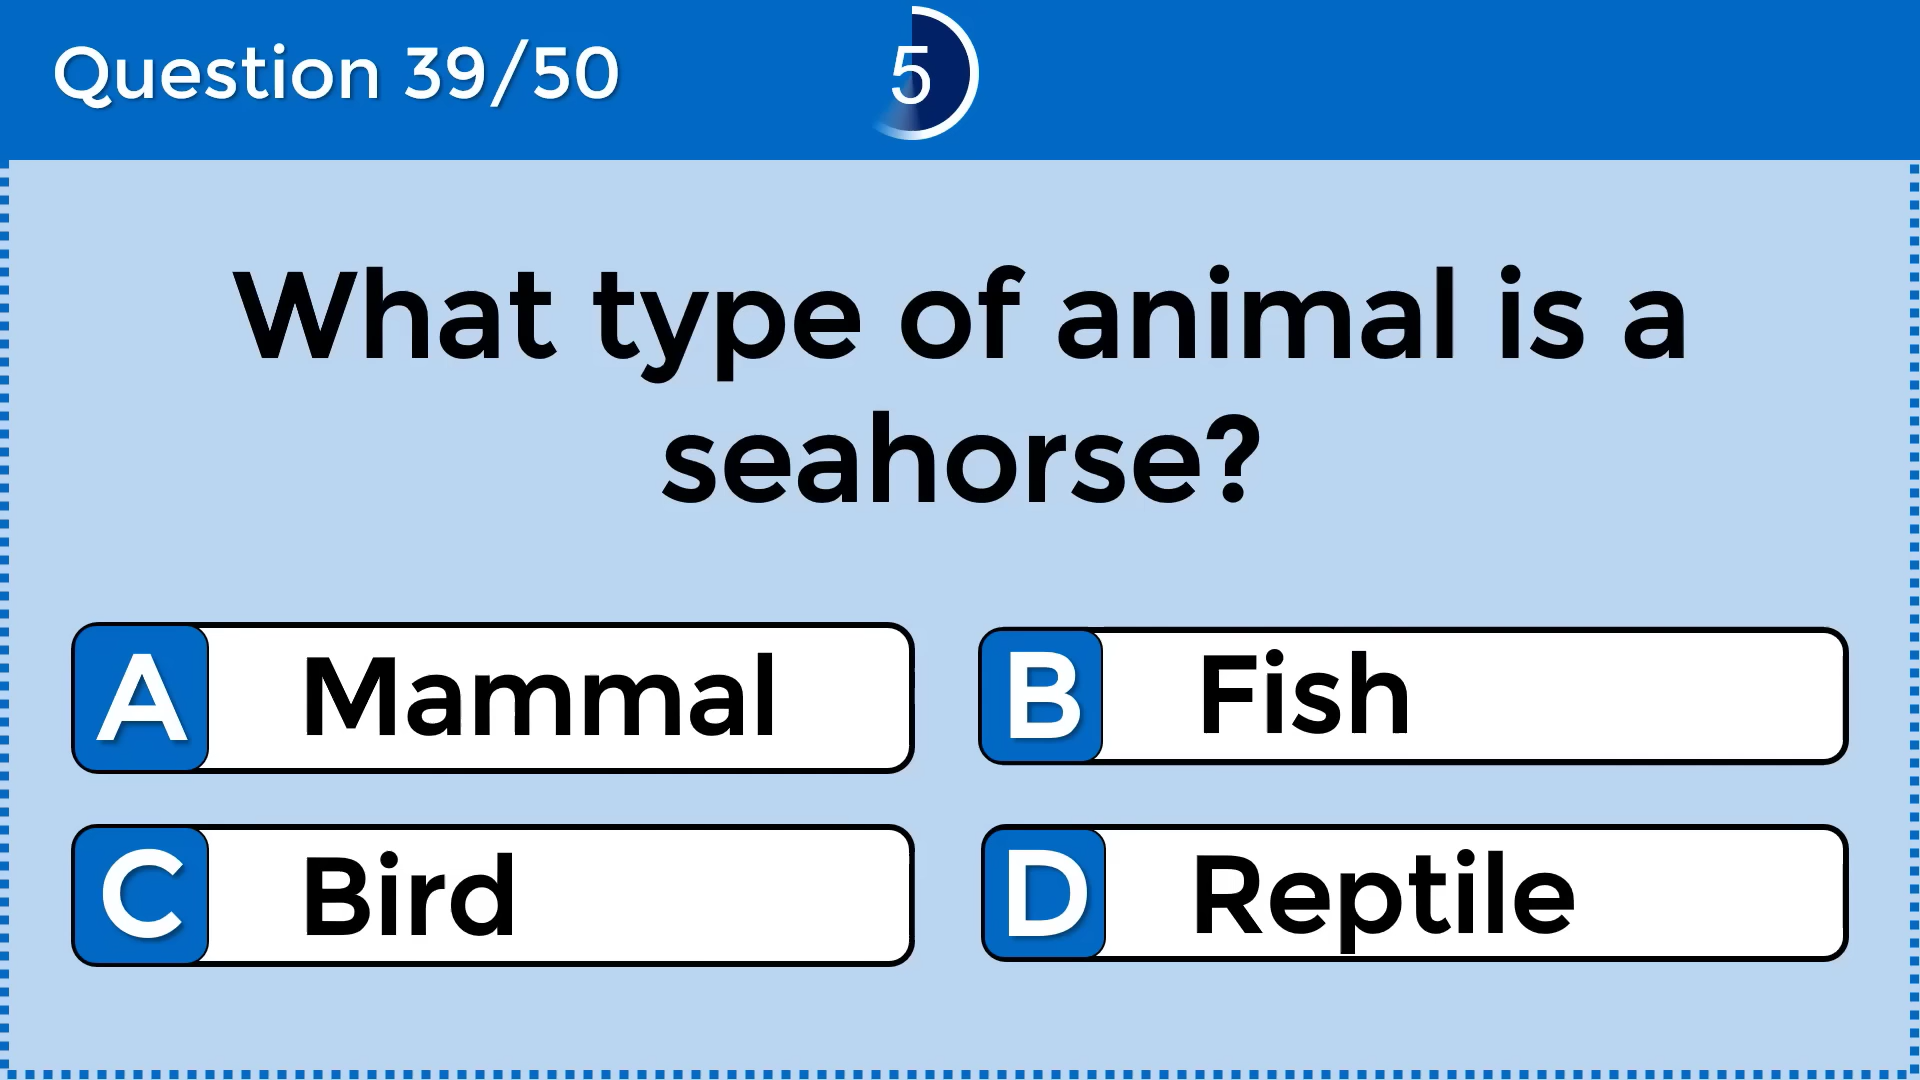 Question 39/50
5
What type of animal is a
seahorse?
A Mammal
B Fish
C Bird
D Reptile